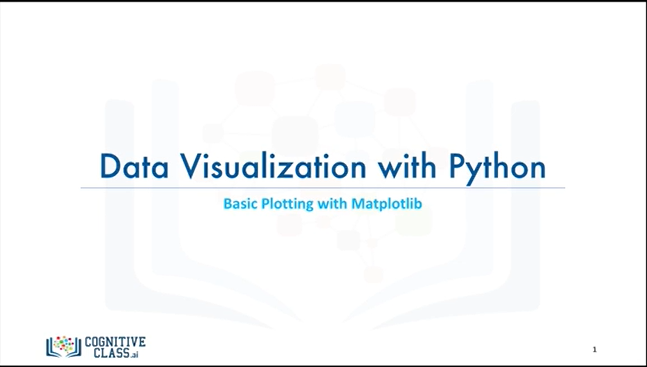 Data Visualization with Python
Basic Plotting with Matplotlib
COGNITIVE
CLASS.ai
1